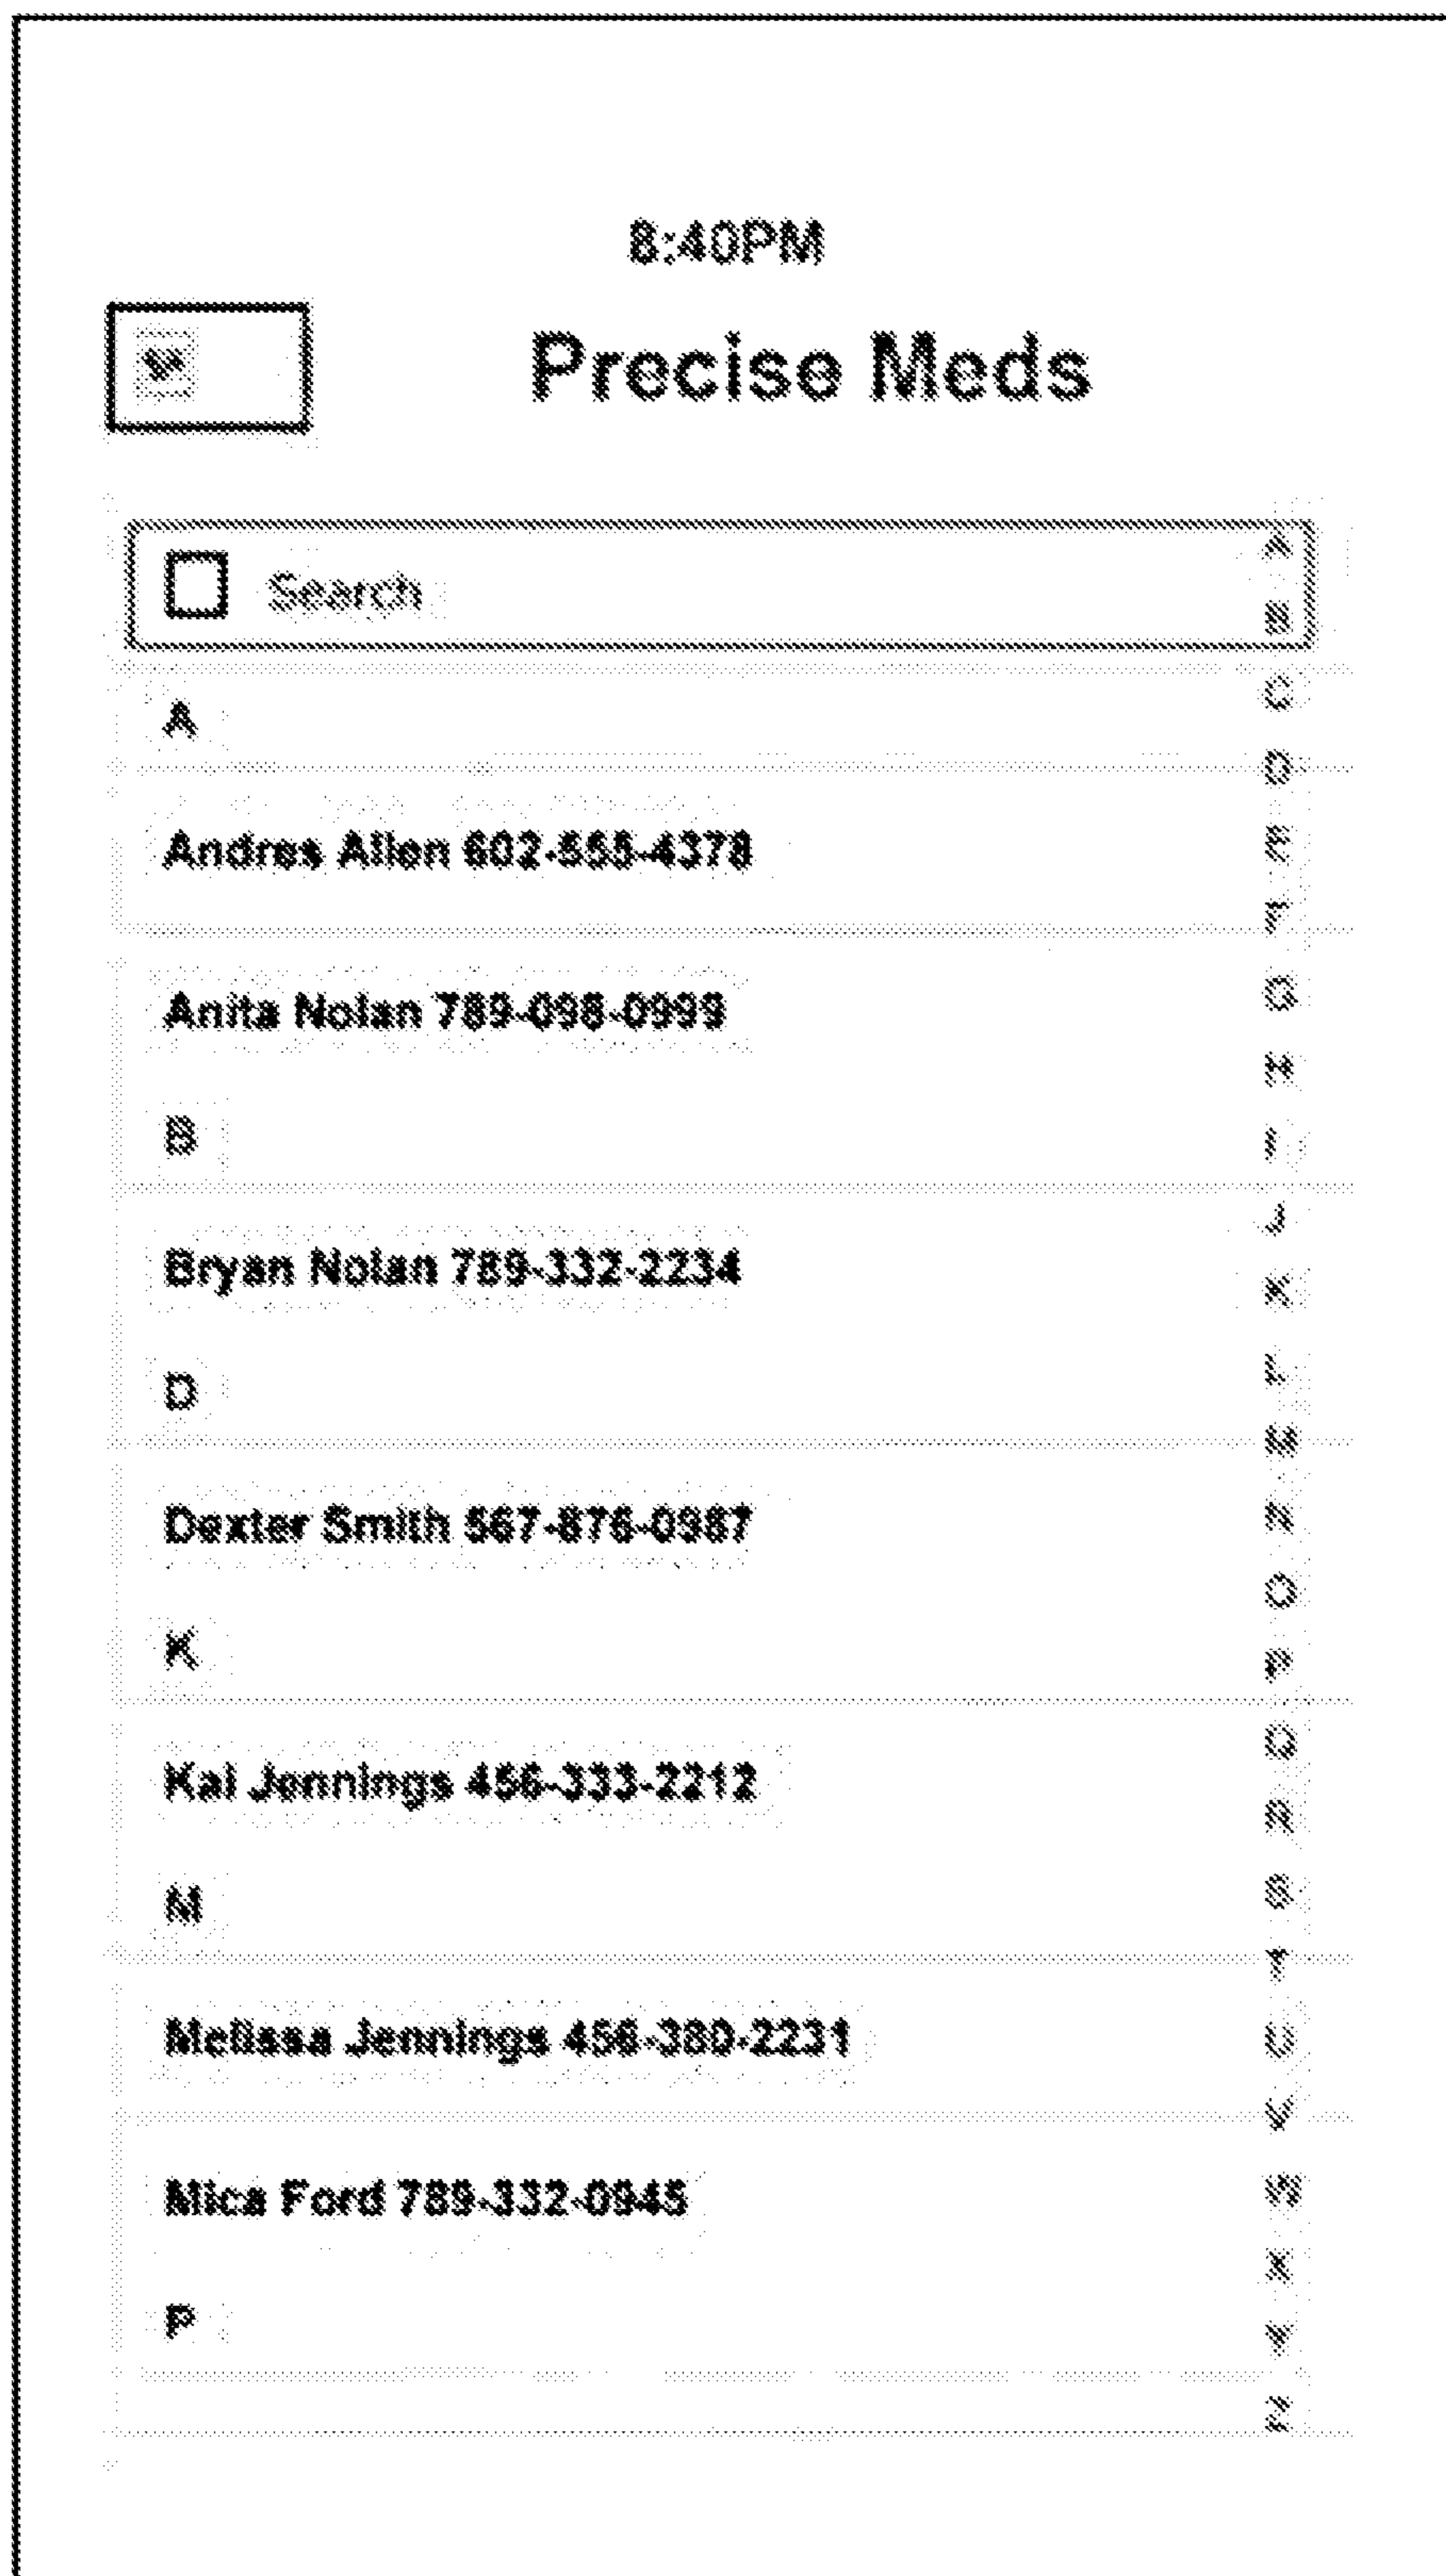 8:40PM
Precise Meds
Search
A
Andres Allen 602-555-4378
Anita Nolan 789-098-0999
B
Bryan Nolan 789-332-2234
D
Dexter Smith 567-876-0987
K
Kai Jennings 456-333-2212
M
Melissa Jennings 456-380-2231
Mica Ford 789-332-0945
P
A
B
C
D
E
F
G
H
I
J
K
L
M
N
O
P
Q
R
S
T
U
V
W
X
Y
Z